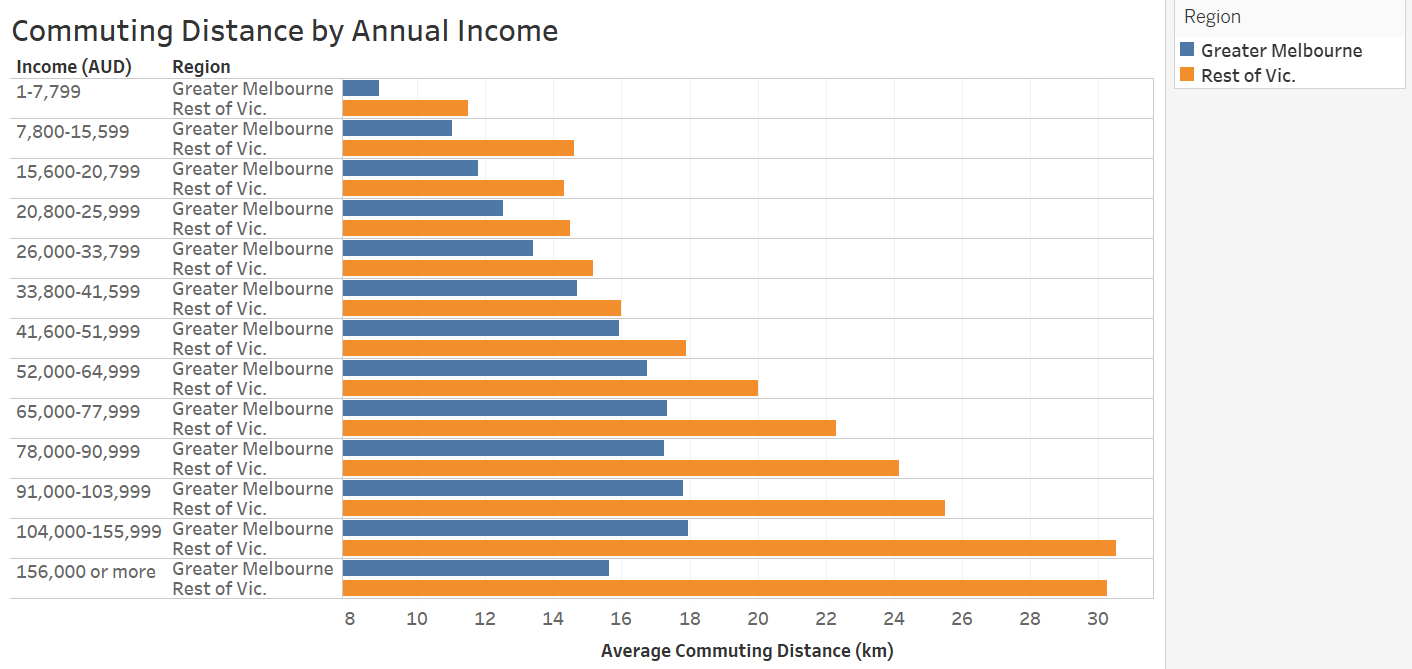 Commuting Distance by Annual Income
Income (AUD) Region
1-7,799 Greater Melbourne
Rest of Vic.
7,800-15,599 Greater Melbourne
Rest of Vic.
15,600-20,799 Greater Melbourne
Rest of Vic.
20,800-25,999 Greater Melbourne
Rest of Vic.
26,000-33,799 Greater Melbourne
Rest of Vic.
33,800-41,599 Greater Melbourne
Rest of Vic.
41,600-51,999 Greater Melbourne
Rest of Vic.
52,000-64,999 Greater Melbourne
Rest of Vic.
65,000-77,999 Greater Melbourne
Rest of Vic.
78,000-90,999 Greater Melbourne
Rest of Vic.
91,000-103,999 Greater Melbourne
Rest of Vic.
104,000-155,999 Greater Melbourne
Rest of Vic.
156,000 or more Greater Melbourne
Rest of Vic.
8 10 12 14 16 18 20 22 24 26 28 30
Average Commuting Distance (km)
Region
Greater Melbourne
Rest of Vic.